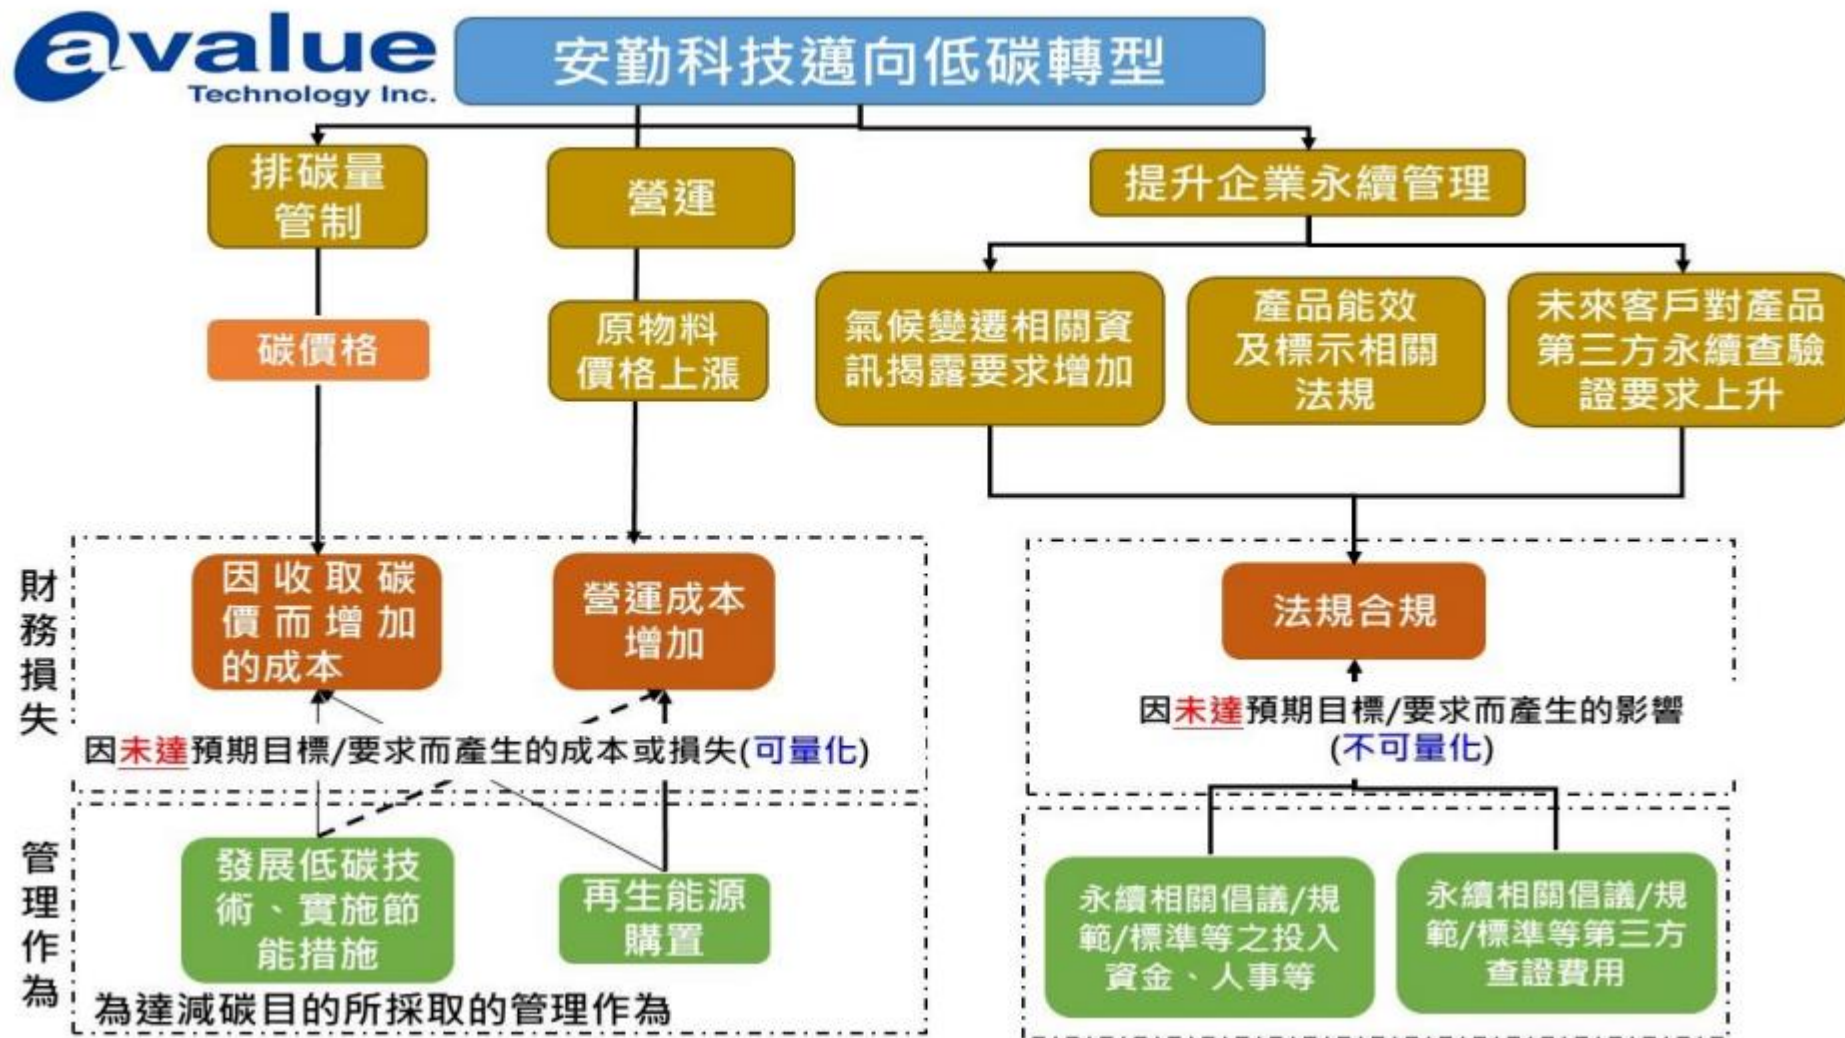 avalue
Technology Inc.
安勤科技邁向低碳轉型
排碳量
管制
營運
提升企業永續管理
碳價格
原物料
價格上漲
氣候變遷相關資
訊揭露要求增加
產品能效
及標示相關
法規
未來客戶對產品
第三方永續查驗
證要求上升
財務損失
因收取碳
價而增加
的成本
營運成本
增加
法規合規
因未達預期目標/要求而產生的成本或損失(可量化)
因未達預期目標/要求而產生的影響
(不可量化)
管理作為
發展低碳技
術、實施節
能措施
再生能源
購置
為達減碳目的所採取的管理作為
永續相關倡議/規
範/標準等之投入
資金、人事等
永續相關倡議/規
範/標準等第三方
查證費用